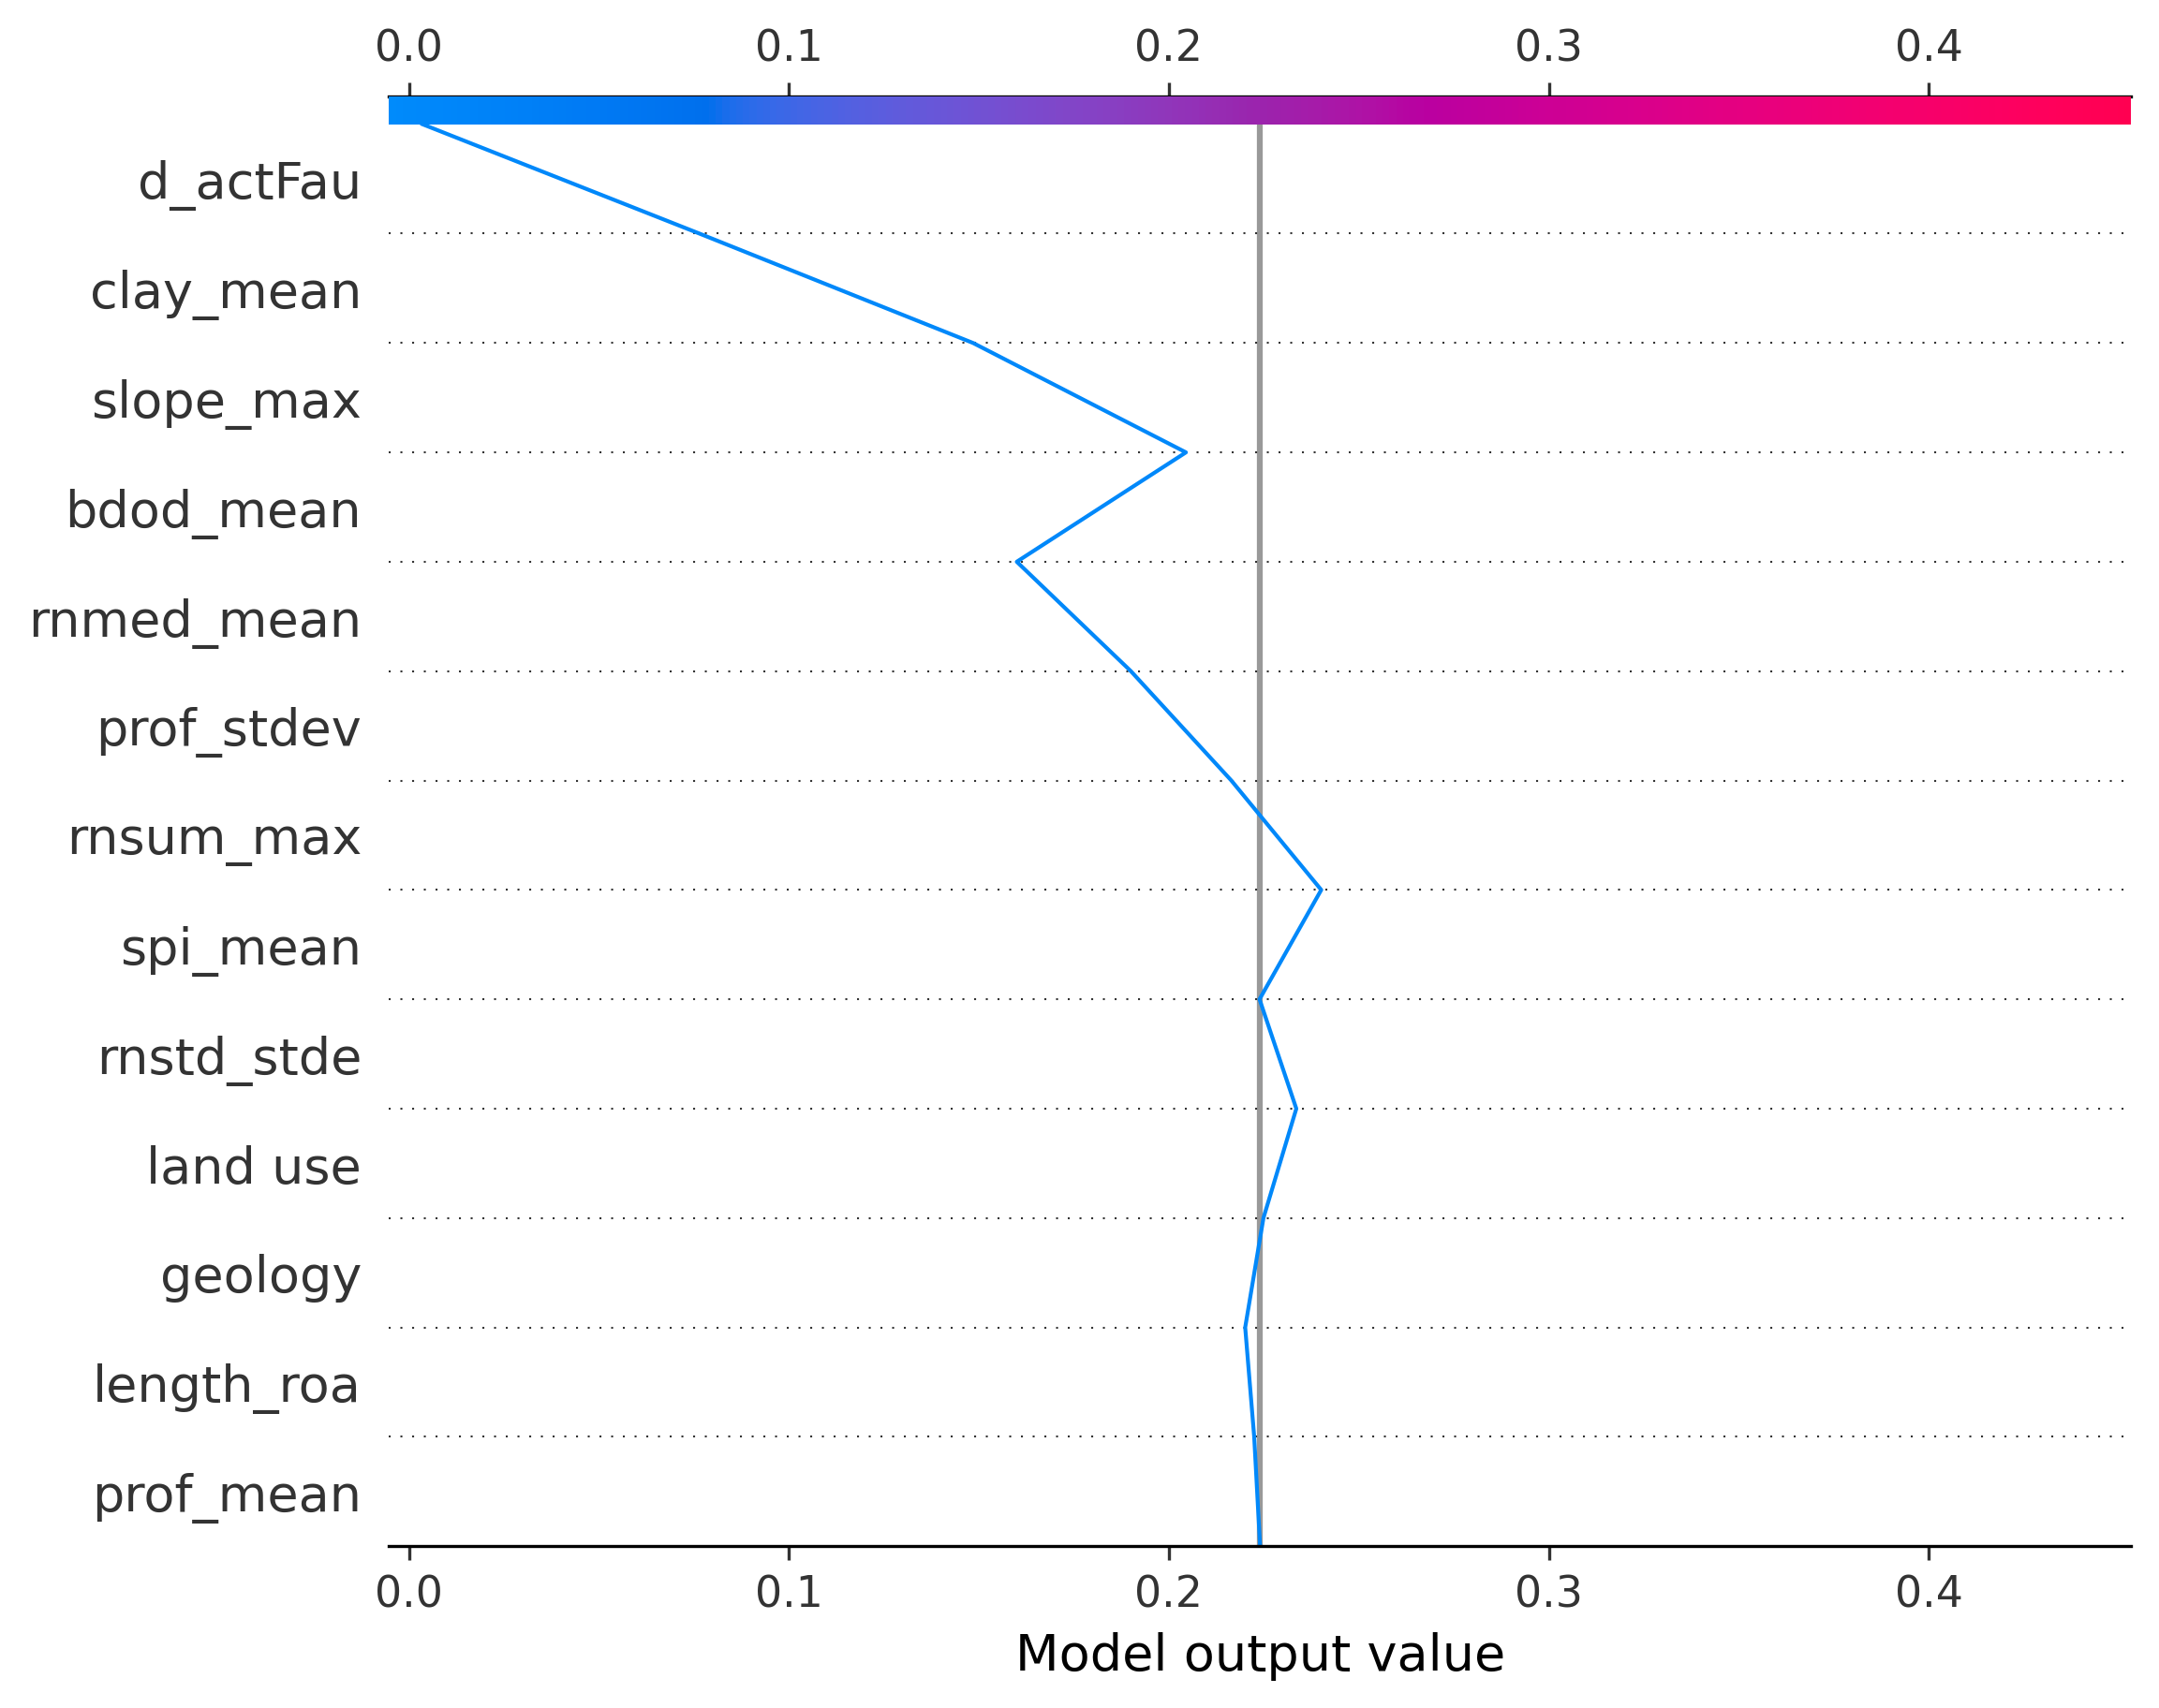 0.0 0.1 0.2 0.3 0.4
d_actFau
clay_mean
slope_max
bdod_mean
rnmed_mean
prof_stdev
rnsum_max
spi_mean
rnstd_stde
land use
geology
length_roa
prof_mean
0.0 0.1 0.2 0.3 0.4
Model output value